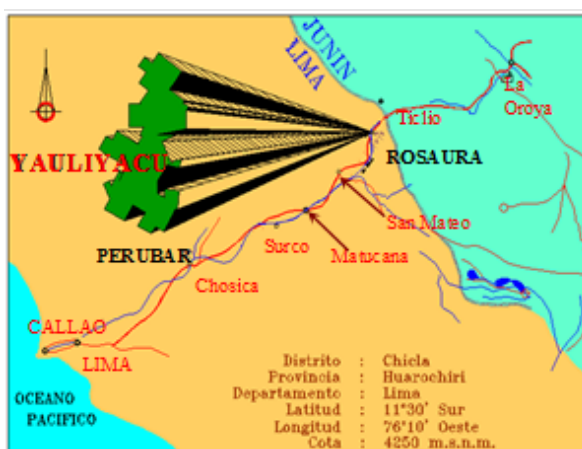 JUNIN
LIMA
La
Oroya
Ticlio
YAULIYACU
ROSAURA
San Mateo
Surco
Matucana
PERUBAR
Chosica
CALLAO
LIMA
OCEANO
PACIFICO
Distrito : Chicla
Provincia : Huarochiri
Departamento : Lima
Latitud : 11°30' Sur
Longitud : 76°10' Oeste
Cota : 4250 m.s.n.m.